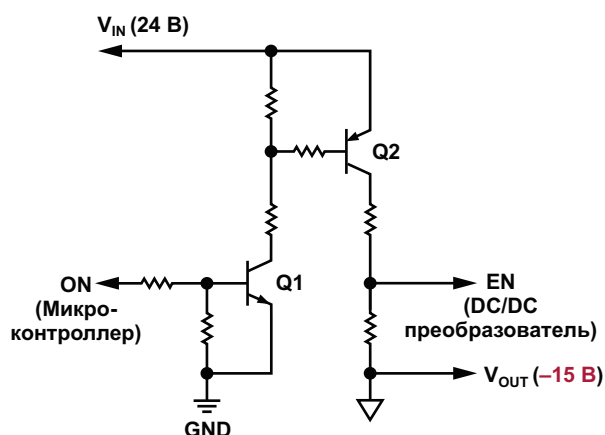 V_IN (24 В)
Q2
ON
(Микро-
контроллер)
Q1
EN
(DC/DC
преобразователь)
V_OUT (–15 В)
GND